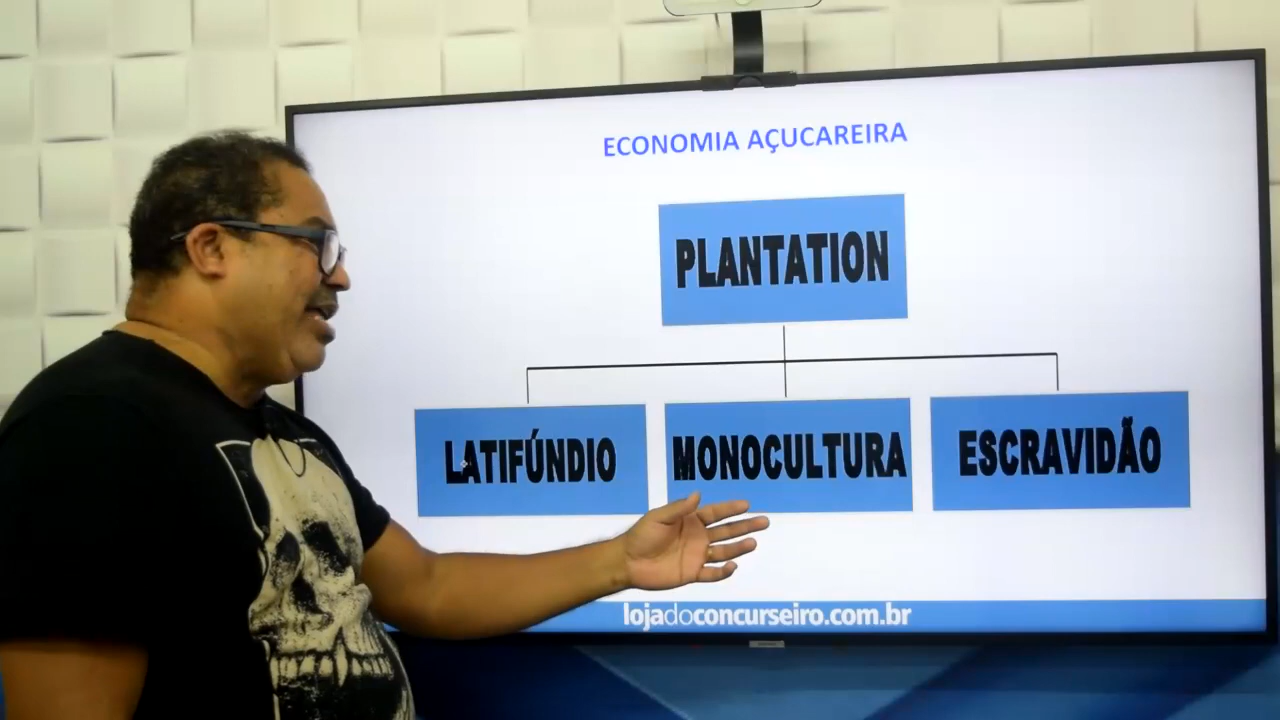 ECONOMIA AÇUCAREIRA
PLANTATION
LATIFÚNDIO
MONOCULTURA
ESCRAVIDÃO
lojadoconcurseiro.com.br